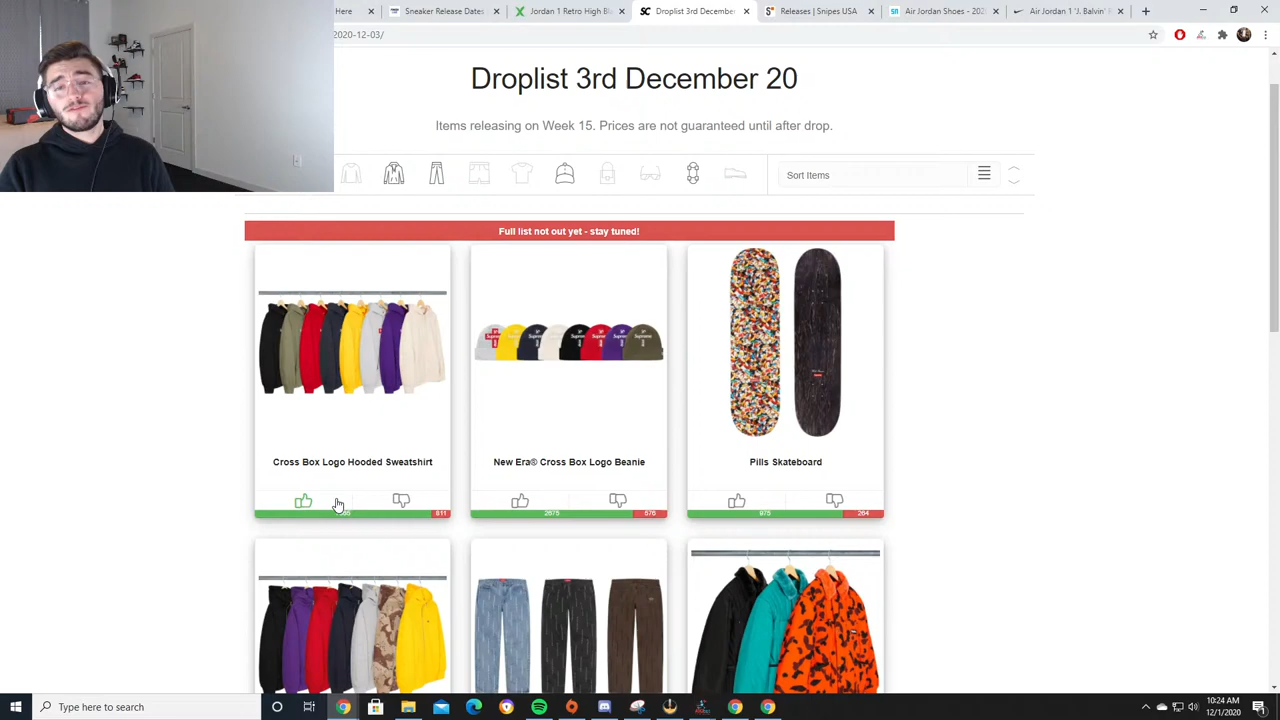 Here
Sneaker Release Dates
Jordan 1 Retro High Bl
Droplist 3rd Decembe
Releases | Snipes USA
Air Jordan Shoes - 202
Air Jordan 1 'J. Balvin' R
2020-12-03/
Droplist 3rd December 20
Items releasing on Week 15. Prices are not guaranteed until after drop.
Sort Items
Full list not out yet - stay tuned!
Cross Box Logo Hooded Sweatshirt
New Era® Cross Box Logo Beanie
Pills Skateboard
811
2675
576
975
264
Type here to search
10:24 AM
12/1/2020